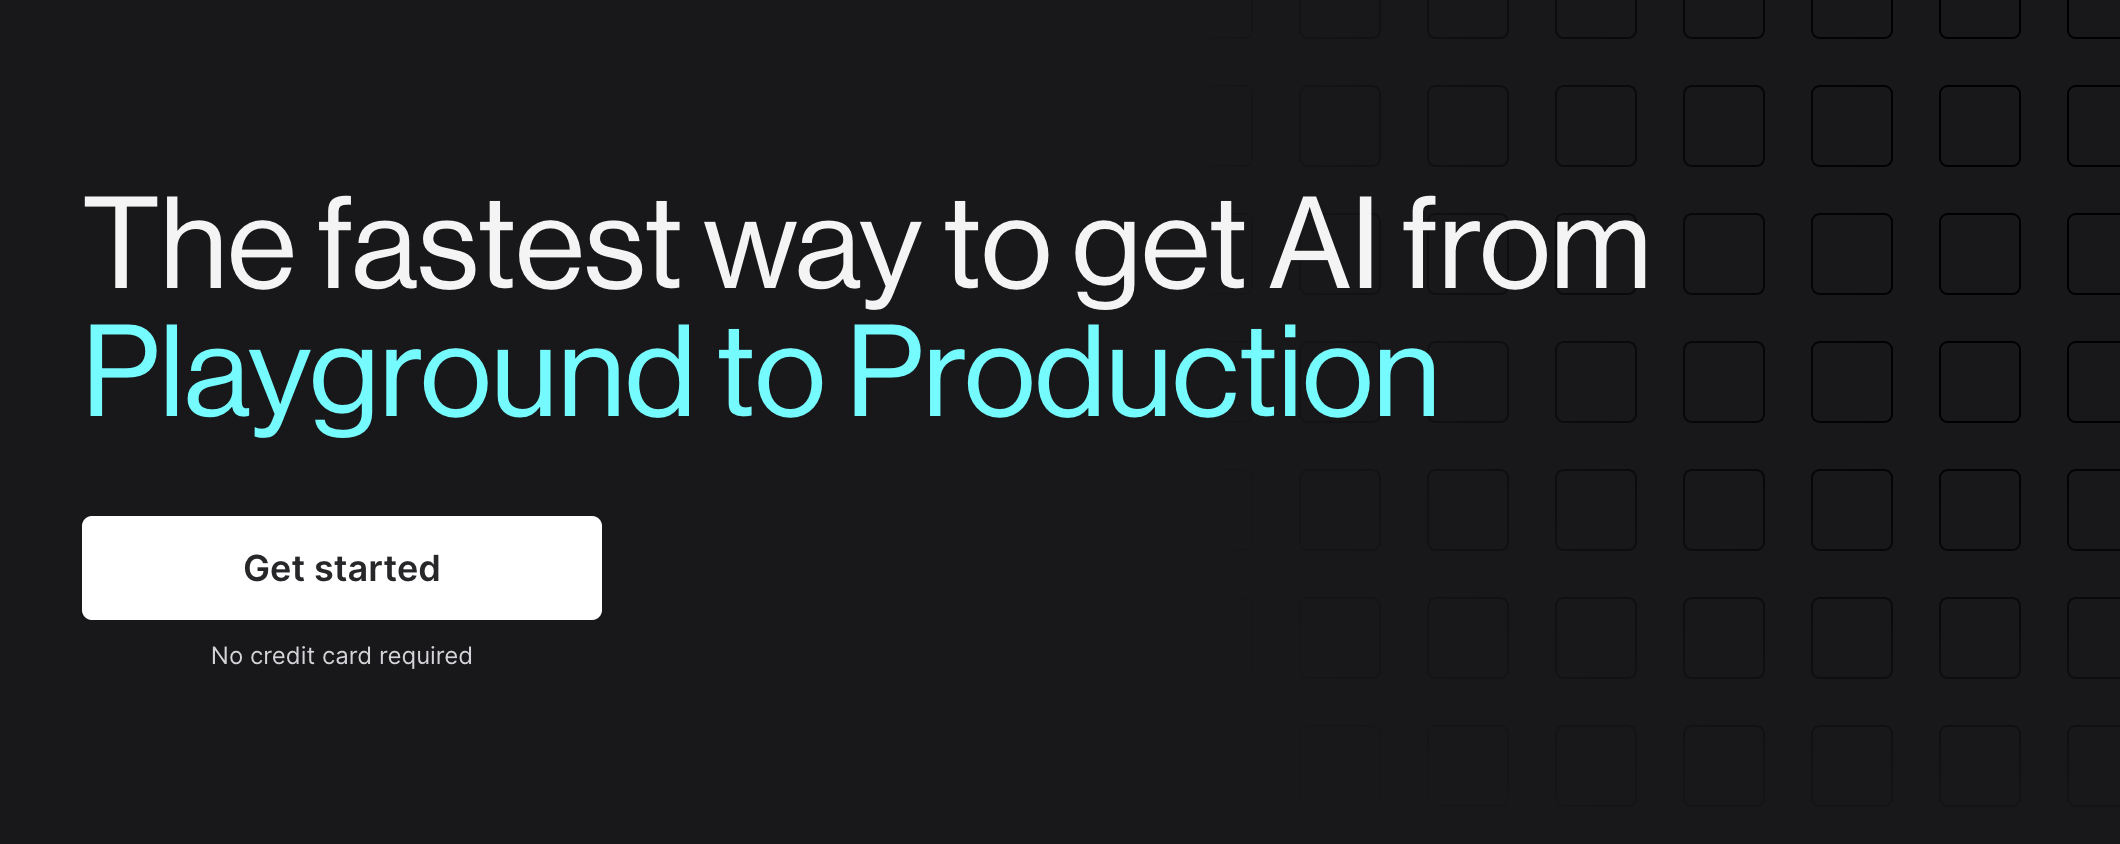 The fastest way to get AI from
Playground to Production
Get started
No credit card required